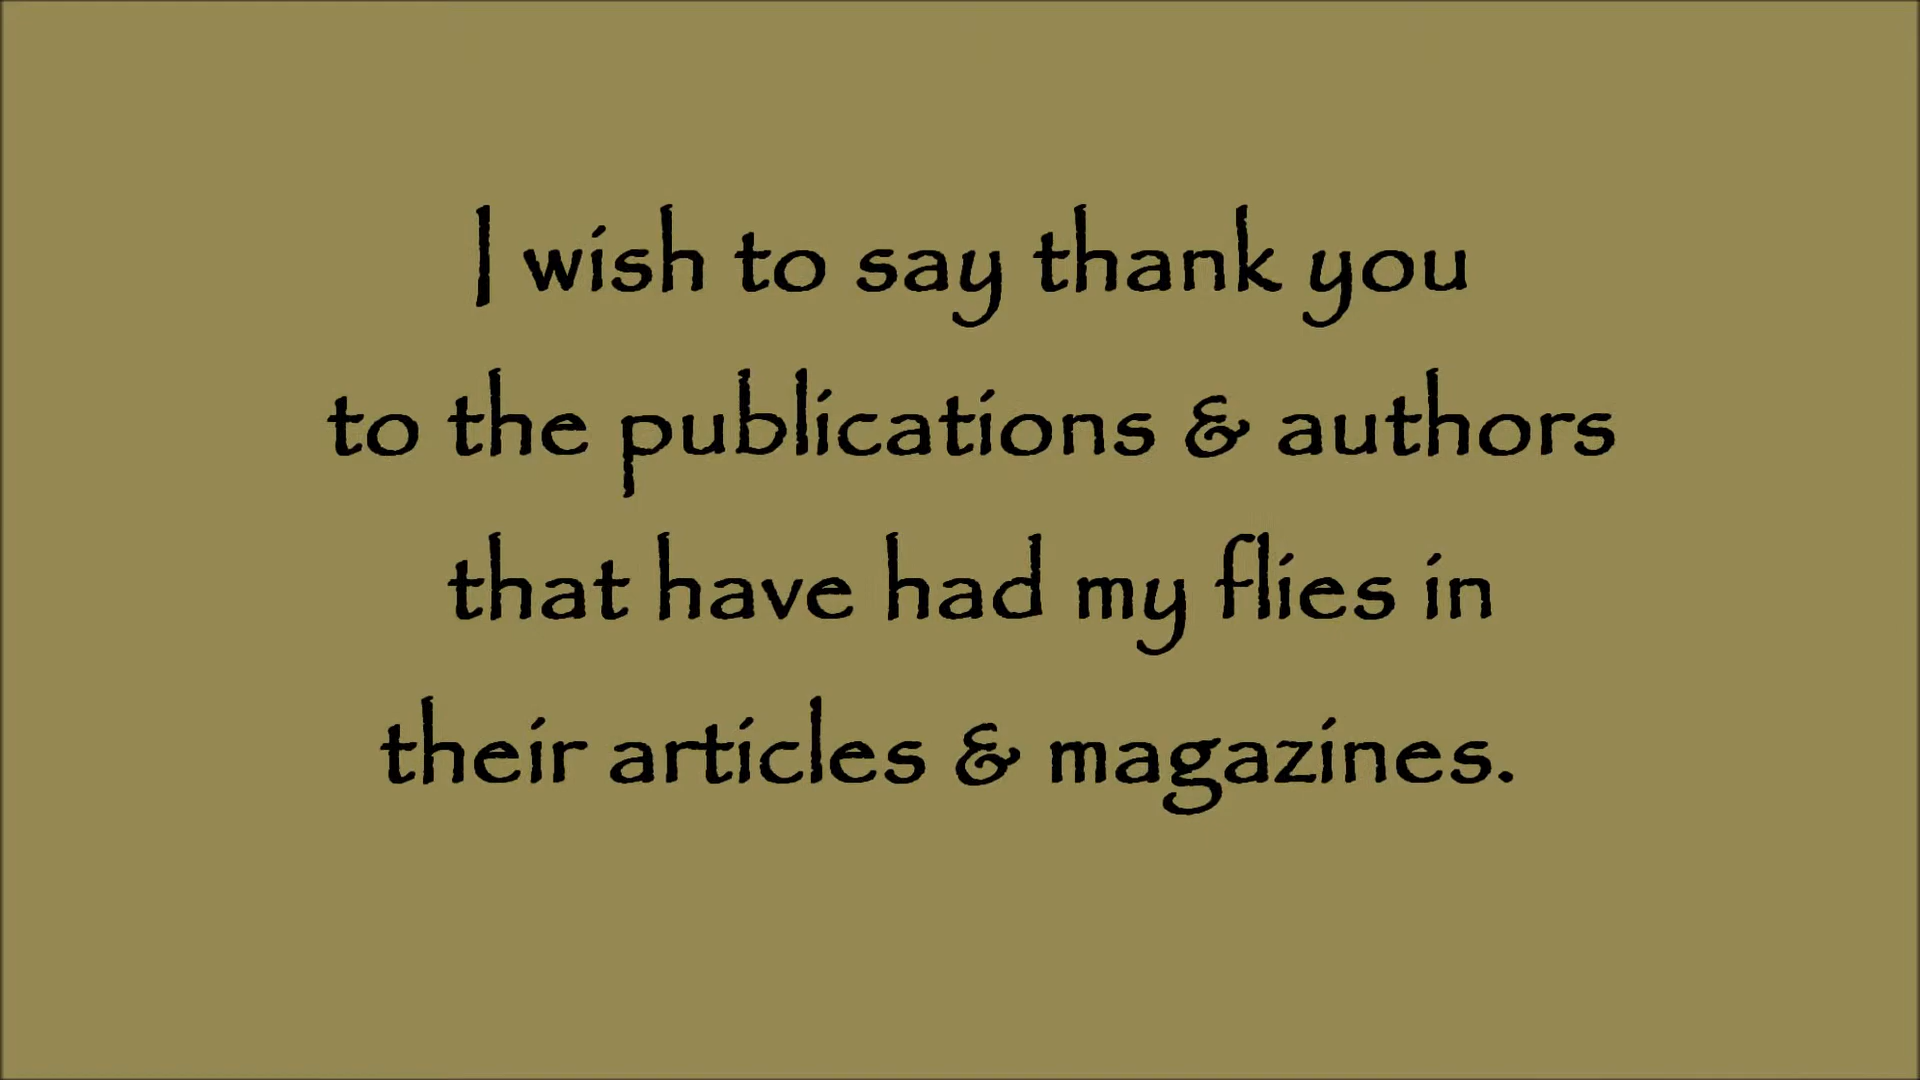 I wish to say thank you
to the publications & authors
that have had my flies in
their articles & magazines.